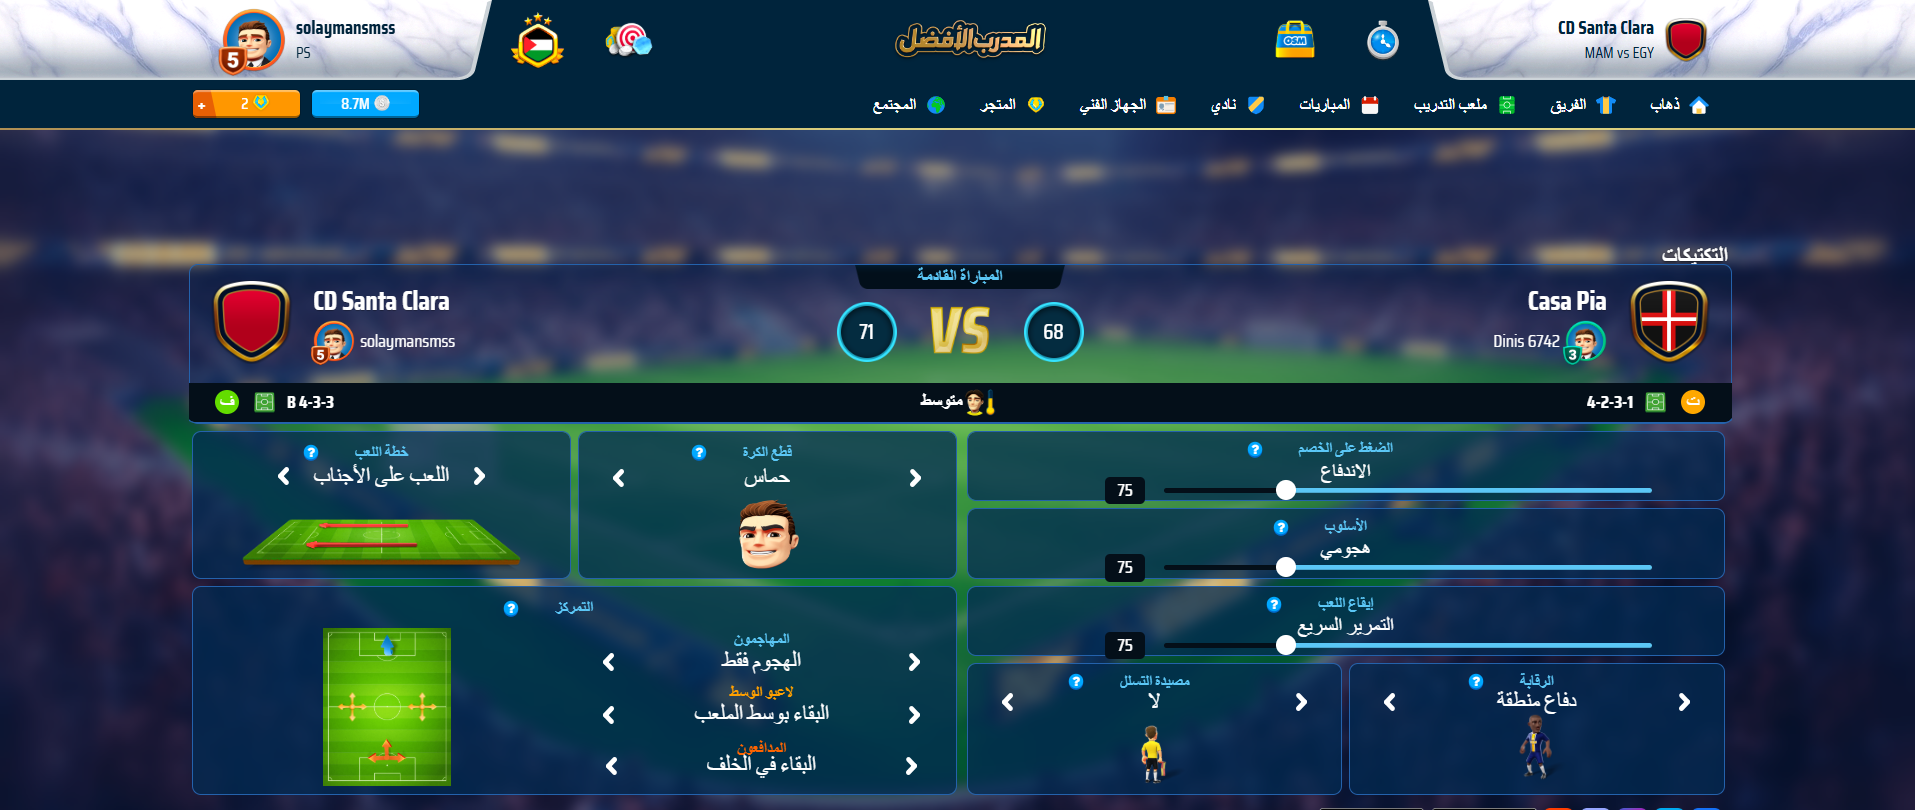 solaymansmss
PS
5
المدرب الأفضل
OSM
CD Santa Clara
MAM vs EGY
+ 2
8.7M
ذهاب
الفريق
ملعب التدريب
المباريات
نادي
الجهاز الفني
المتجر
المجتمع
التكتيكات
المباراة القادمة
CD Santa Clara
5 solaymansmss
71
VS
68
Casa Pia
Dinis 6742
3
ف
B 4-3-3
متوسط
4-2-3-1
ت
الضغط على الخصم ?
الاندفاع
75
الأسلوب ?
هجومي
75
إيقاع اللعب ?
التمرير السريع
75
الرقابة ?
دفاع منطقة
مصيدة التسلل ?
لا
قطع الكرة ?
حماس
خطة اللعب ?
اللعب على الأجناب
التمركز ?
المهاجمون
الهجوم فقط
لاعبو الوسط
البقاء بوسط الملعب
المدافعون
البقاء في الخلف